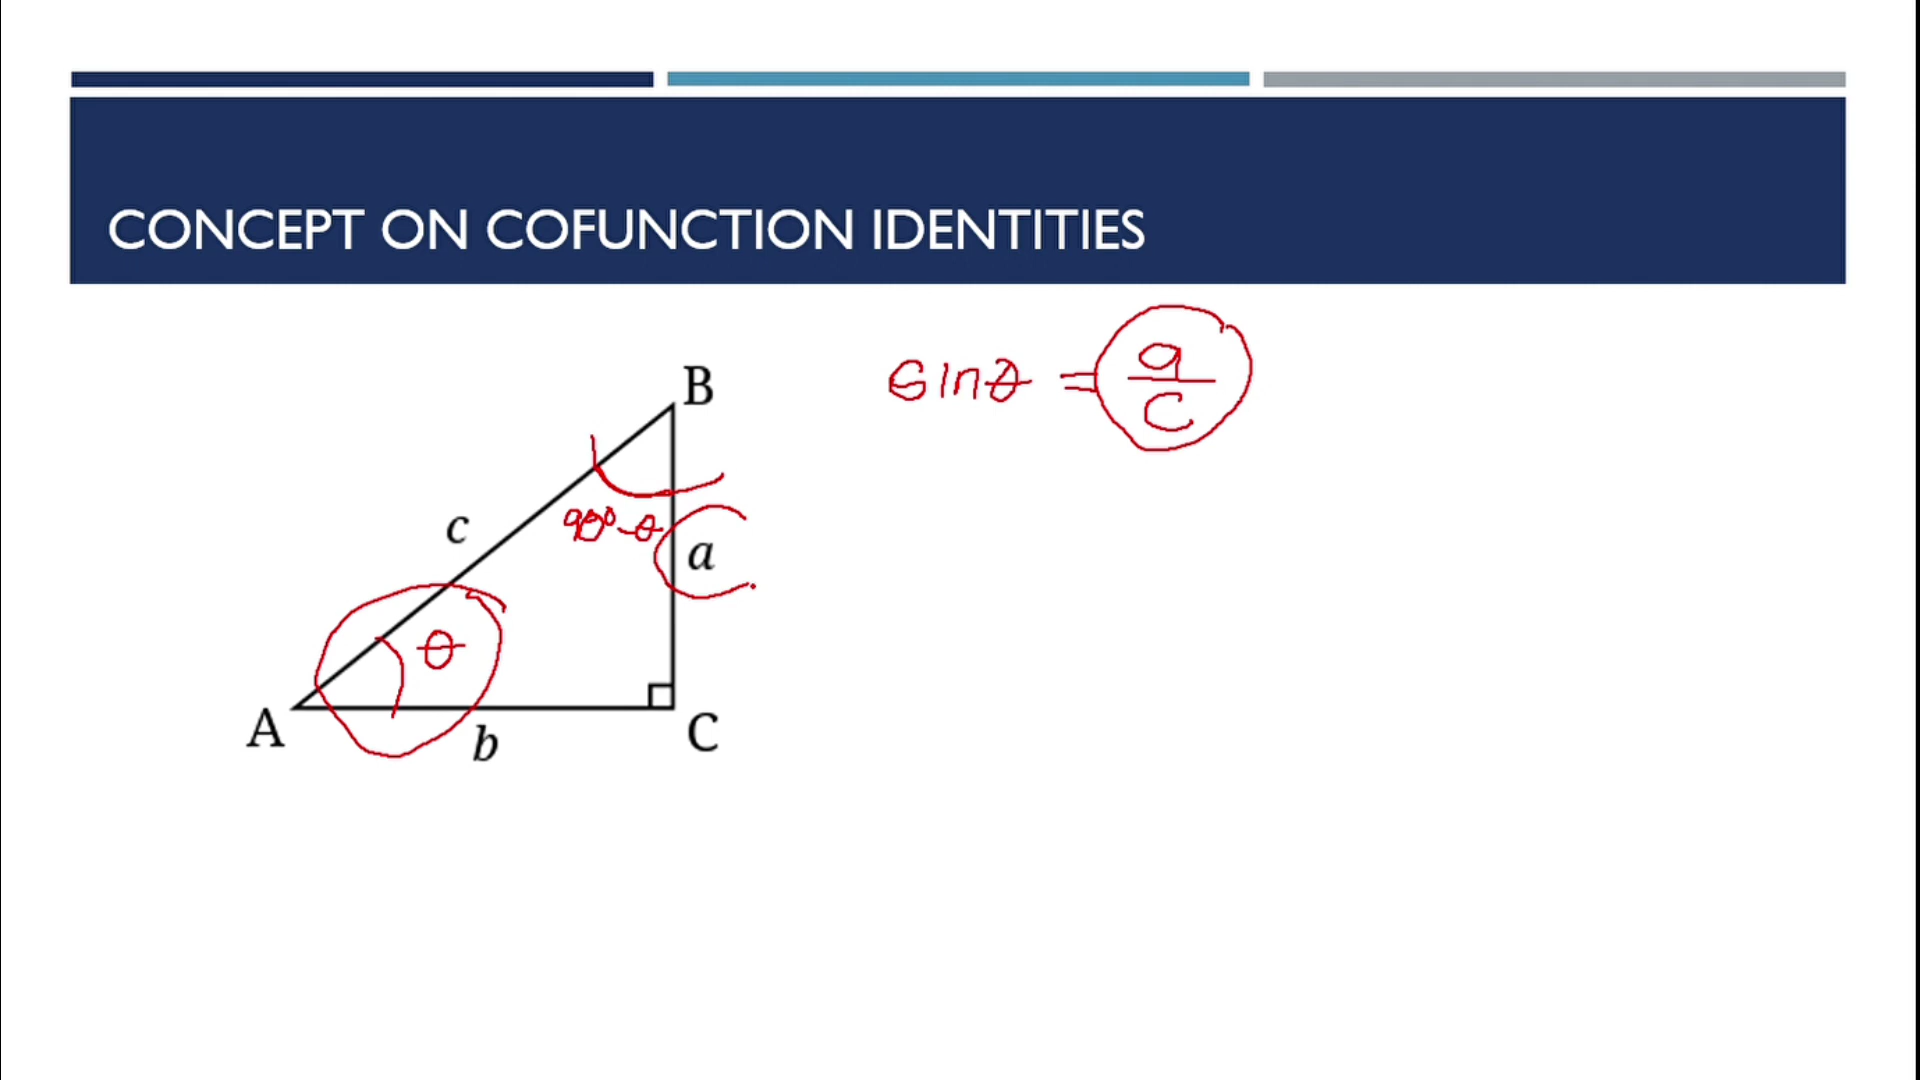 CONCEPT ON COFUNCTION IDENTITIES
sinθ = a/c
B
c
90°-θ
a
θ
A
b
C